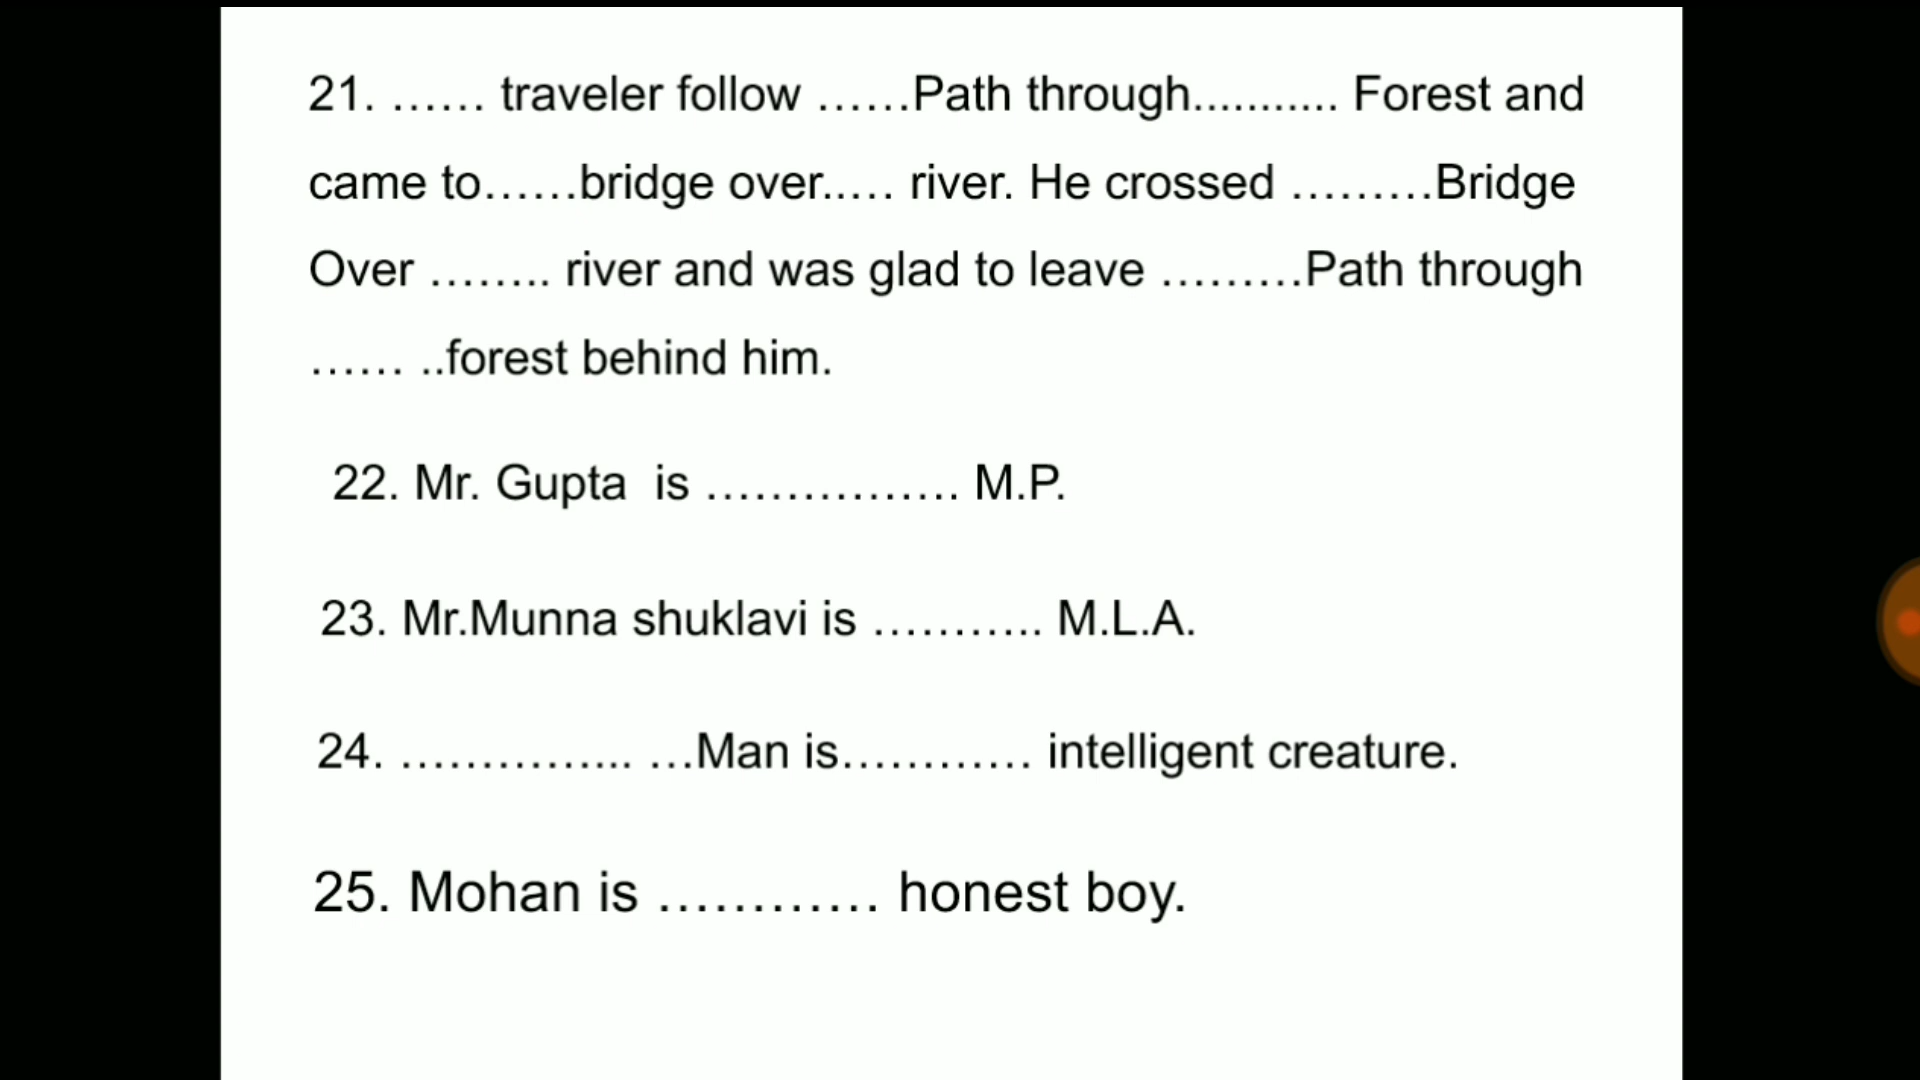 21. …… traveler follow ……Path through........... Forest and
came to……bridge over..… river. He crossed ………Bridge
Over …….. river and was glad to leave ………Path through
…… ..forest behind him.
22. Mr. Gupta  is ……………. M.P.
23. Mr.Munna shuklavi is ……….. M.L.A.
24. …………... …Man is………… intelligent creature.
25. Mohan is ………… honest boy.